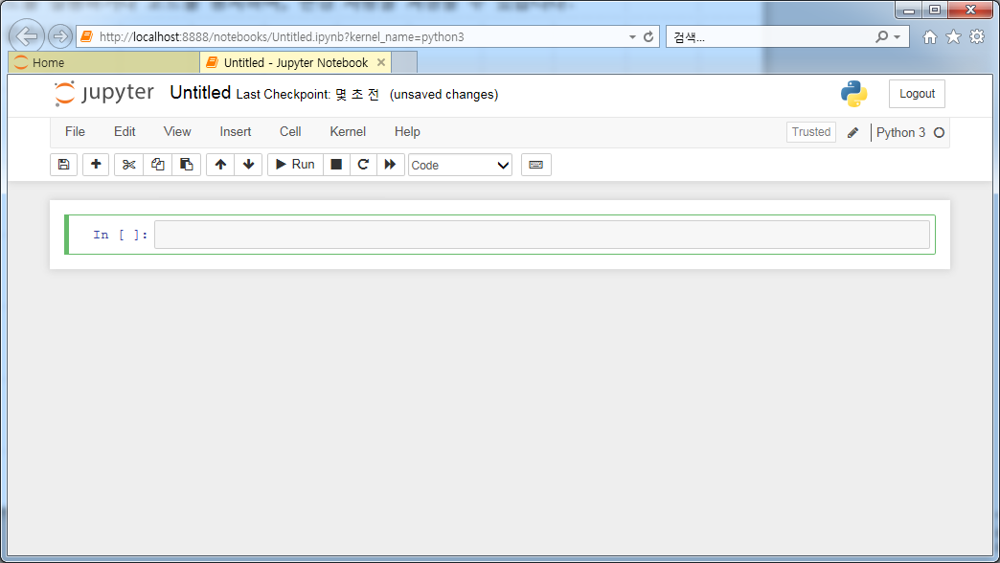 http://localhost:8888/notebooks/Untitled.ipynb?kernel_name=python3 검색...
Home Untitled - Jupyter Notebook
jupyter Untitled Last Checkpoint: 몇 초 전 (unsaved changes) Logout
File Edit View Insert Cell Kernel Help Trusted Python 3
Run Code
In [ ]: